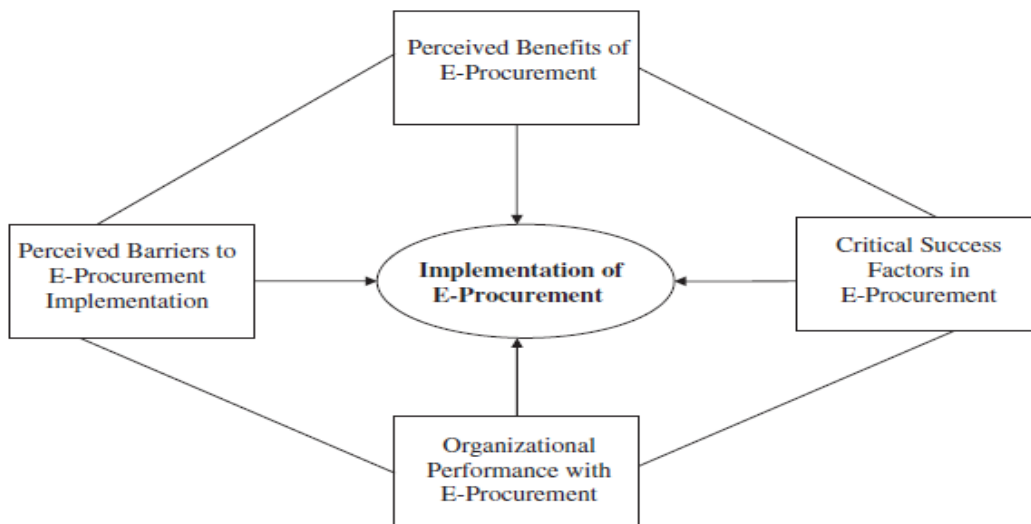 Perceived Benefits of
E-Procurement
Perceived Barriers to
E-Procurement
Implementation
Implementation of
E-Procurement
Critical Success
Factors in
E-Procurement
Organizational
Performance with
E-Procurement